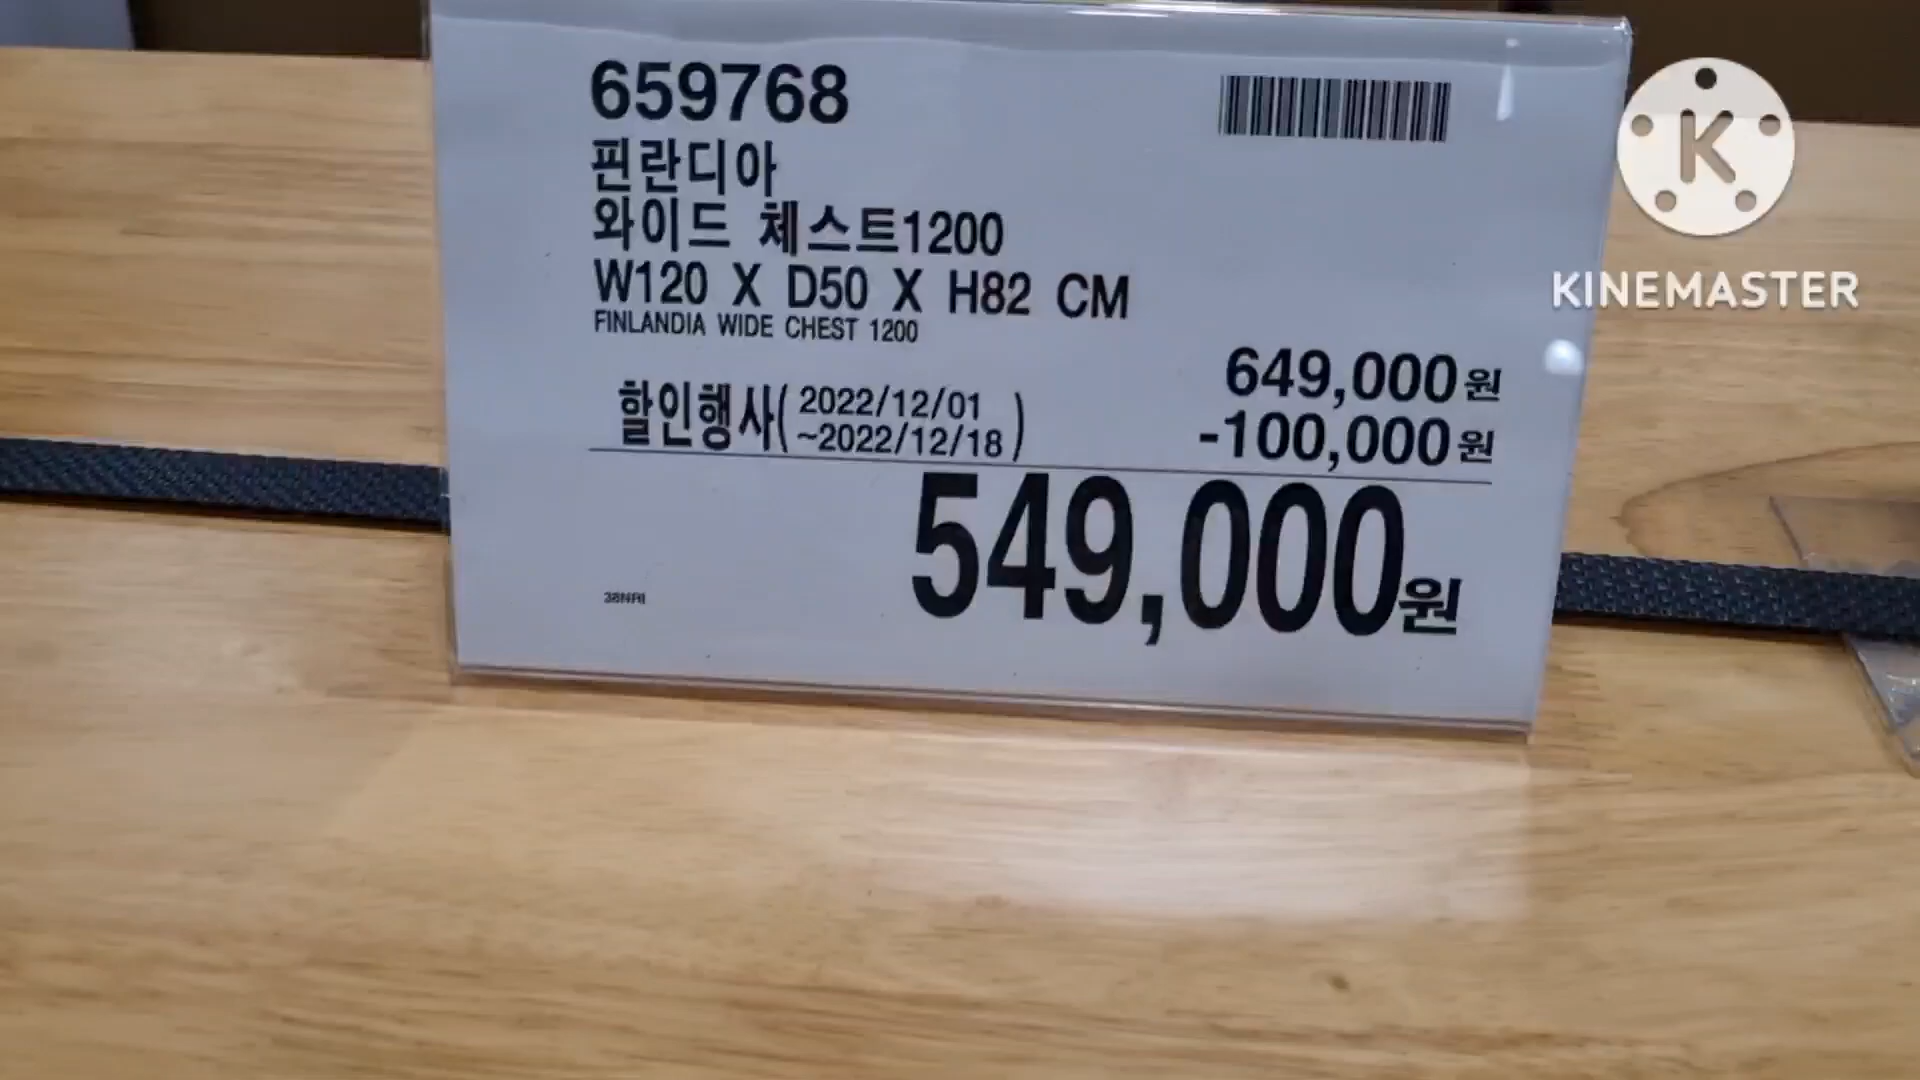 659768
핀란디아
와이드 체스트1200
W120 X D50 X H82 CM
FINLANDIA WIDE CHEST 1200
649,000원
할인행사( 2022/12/01
~2022/12/18 )
-100,000원
549,000원
K
KINEMASTER